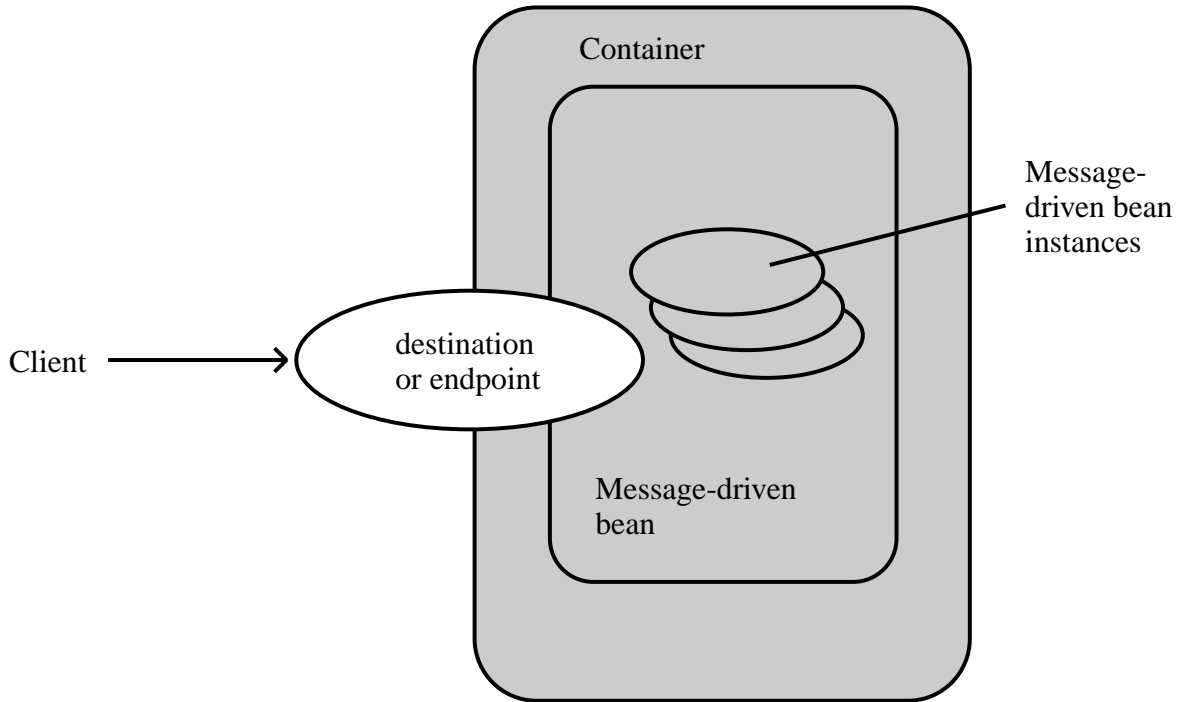 Container
Message-
driven bean
instances
Client
destination
or endpoint
Message-driven
bean